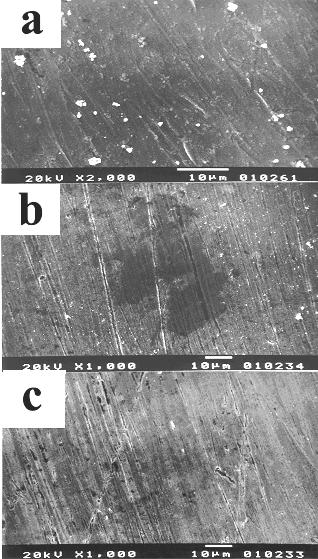 a
20kV X2,000 10µm 010261
b
20kV X1,000 10µm 010234
c
20kV X1,000 10µm 010233